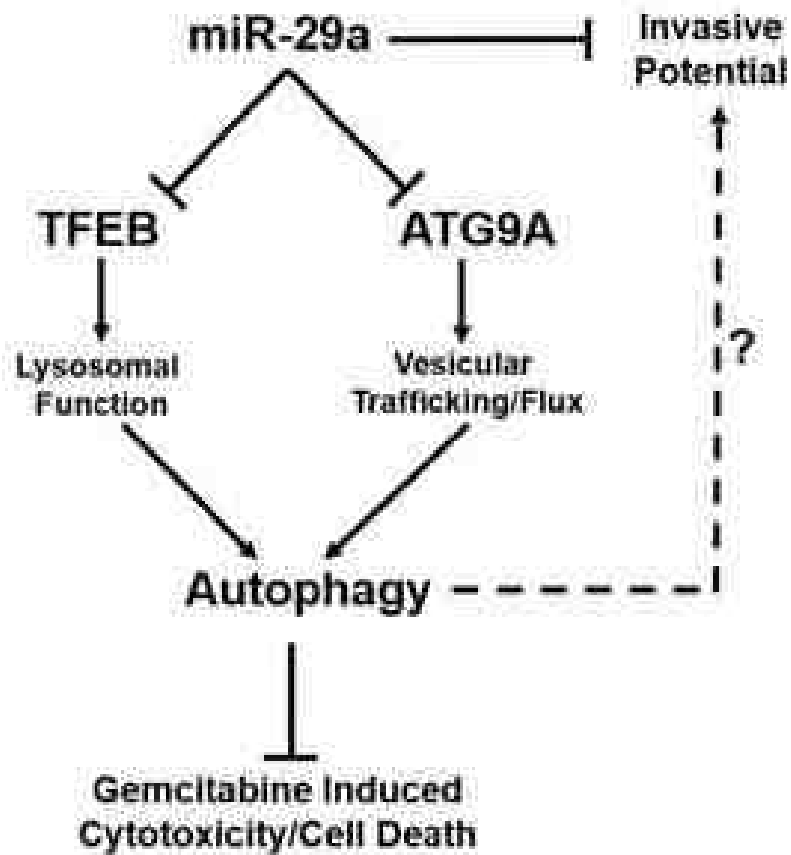 miR-29a
Invasive
Potential
TFEB
ATG9A
Lysosomal
Function
Vesicular
Trafficking/Flux
?
Autophagy
Gemcitabine Induced
Cytotoxicity/Cell Death